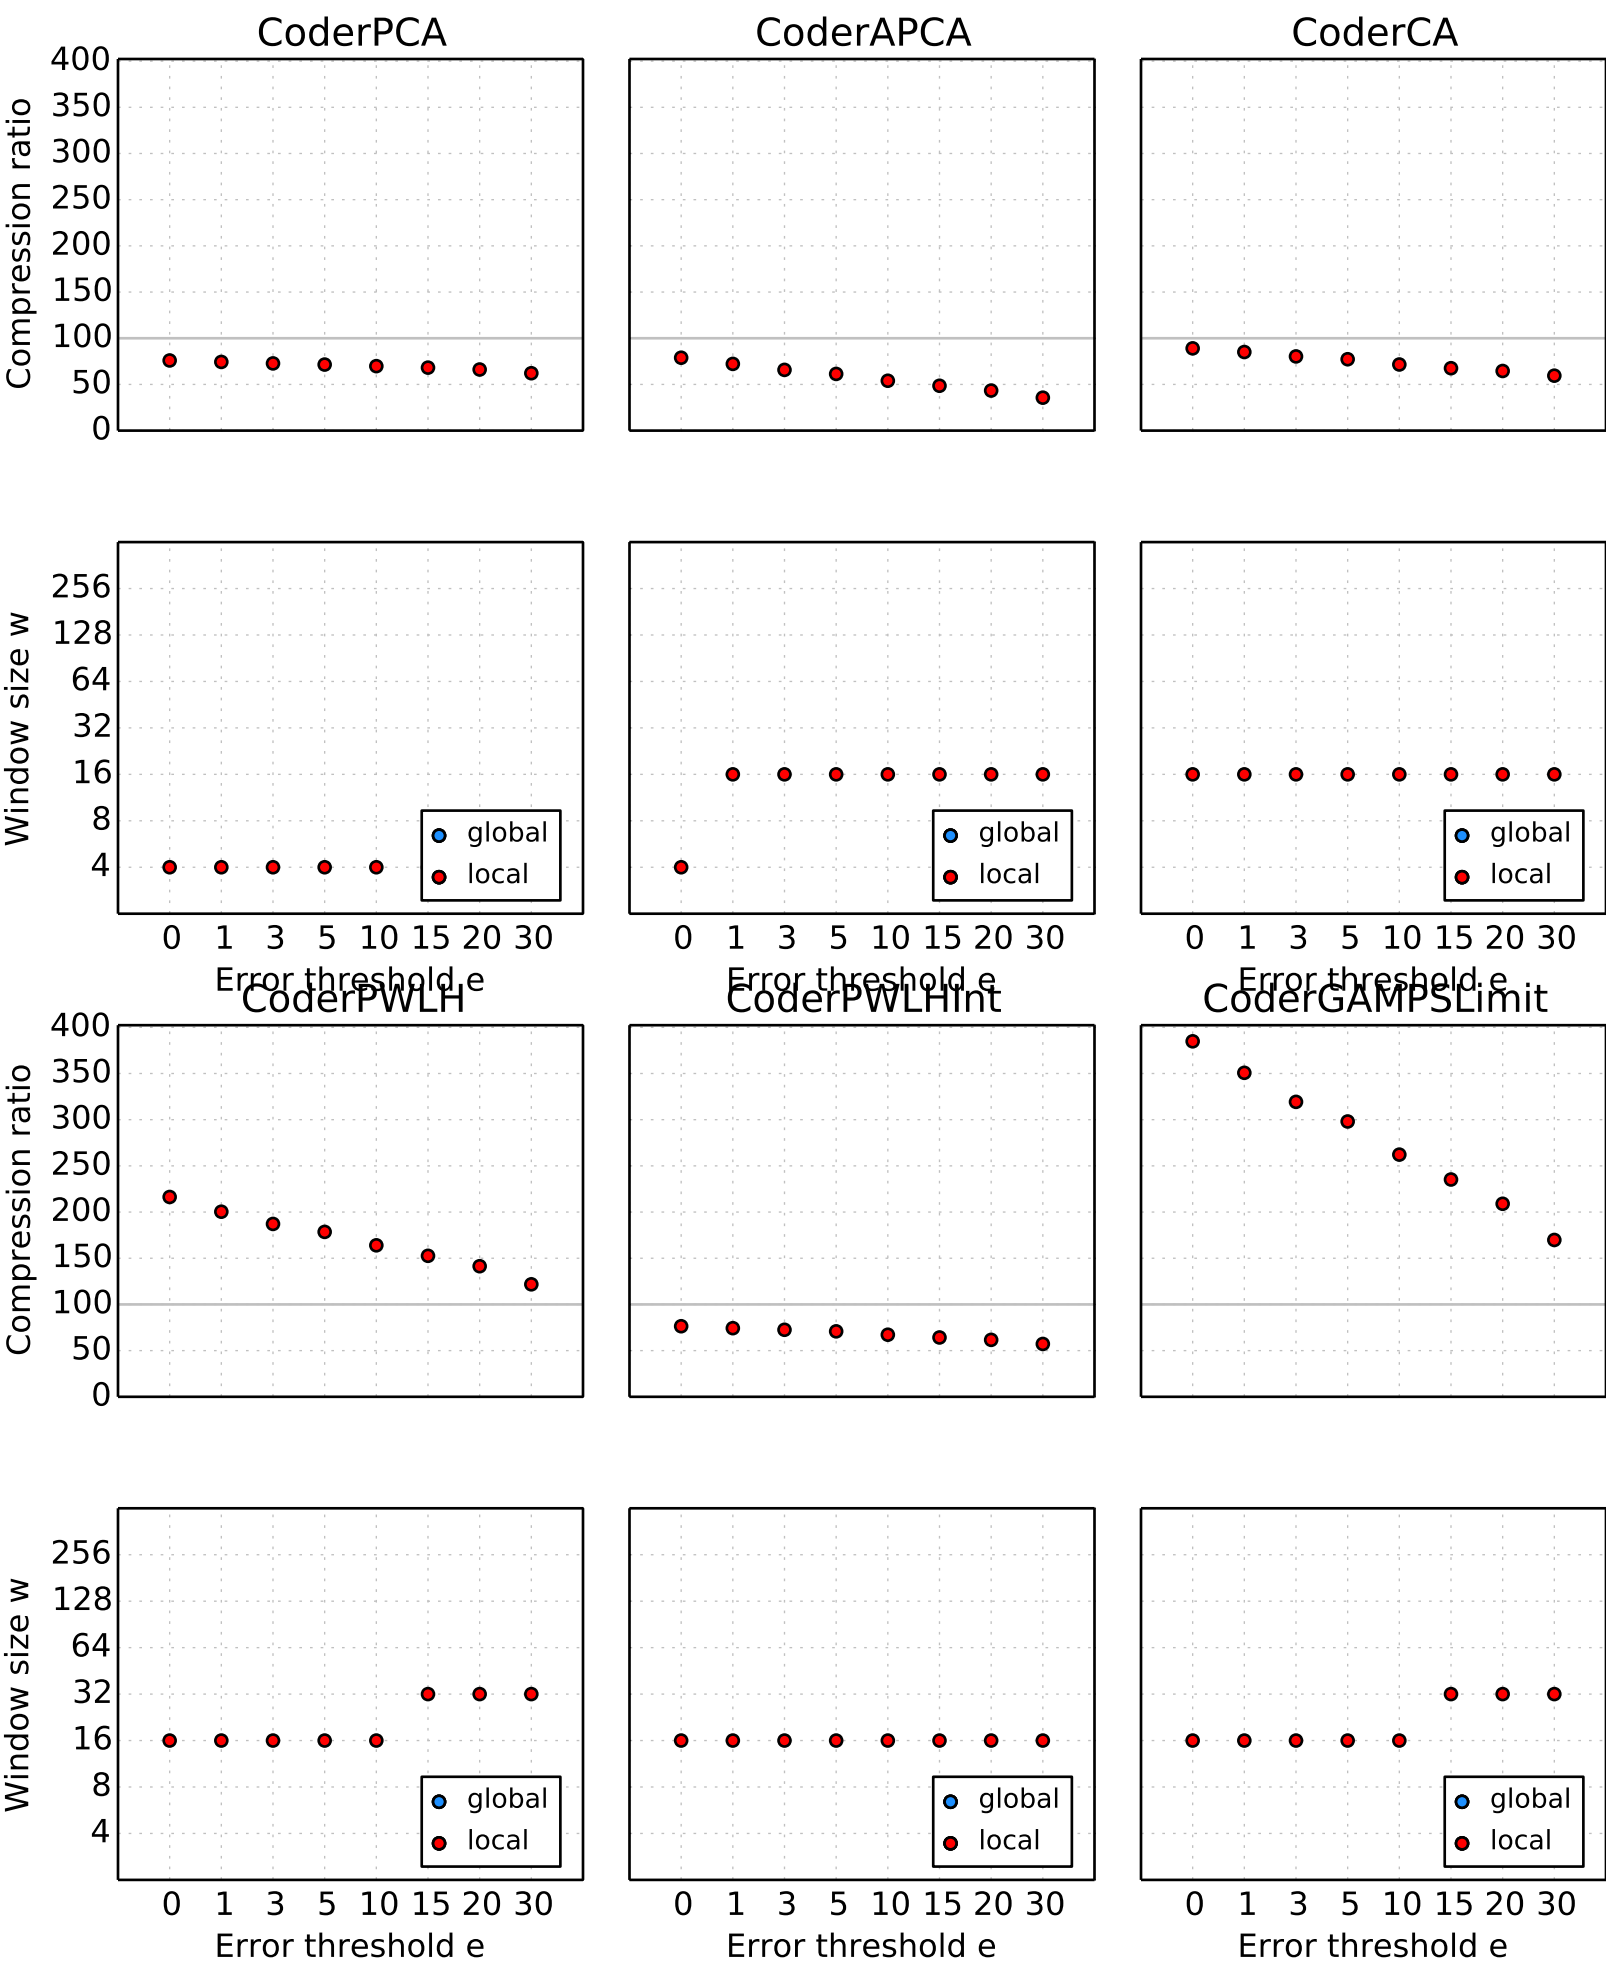 CoderPCA CoderAPCA CoderCA
Compression ratio
400
350
300
250
200
150
100
50
0
Window size w
256
128
64
32
16
8
4
global
local
global
local
global
local
0 1 3 5 10 15 20 30
0 1 3 5 10 15 20 30
0 1 3 5 10 15 20 30
Error threshold e Error threshold e Error threshold e
CoderPWLH CoderPWLHInt CoderGAMPSLimit
Compression ratio
400
350
300
250
200
150
100
50
0
Window size w
256
128
64
32
16
8
4
global
local
global
local
global
local
0 1 3 5 10 15 20 30
0 1 3 5 10 15 20 30
0 1 3 5 10 15 20 30
Error threshold e Error threshold e Error threshold e